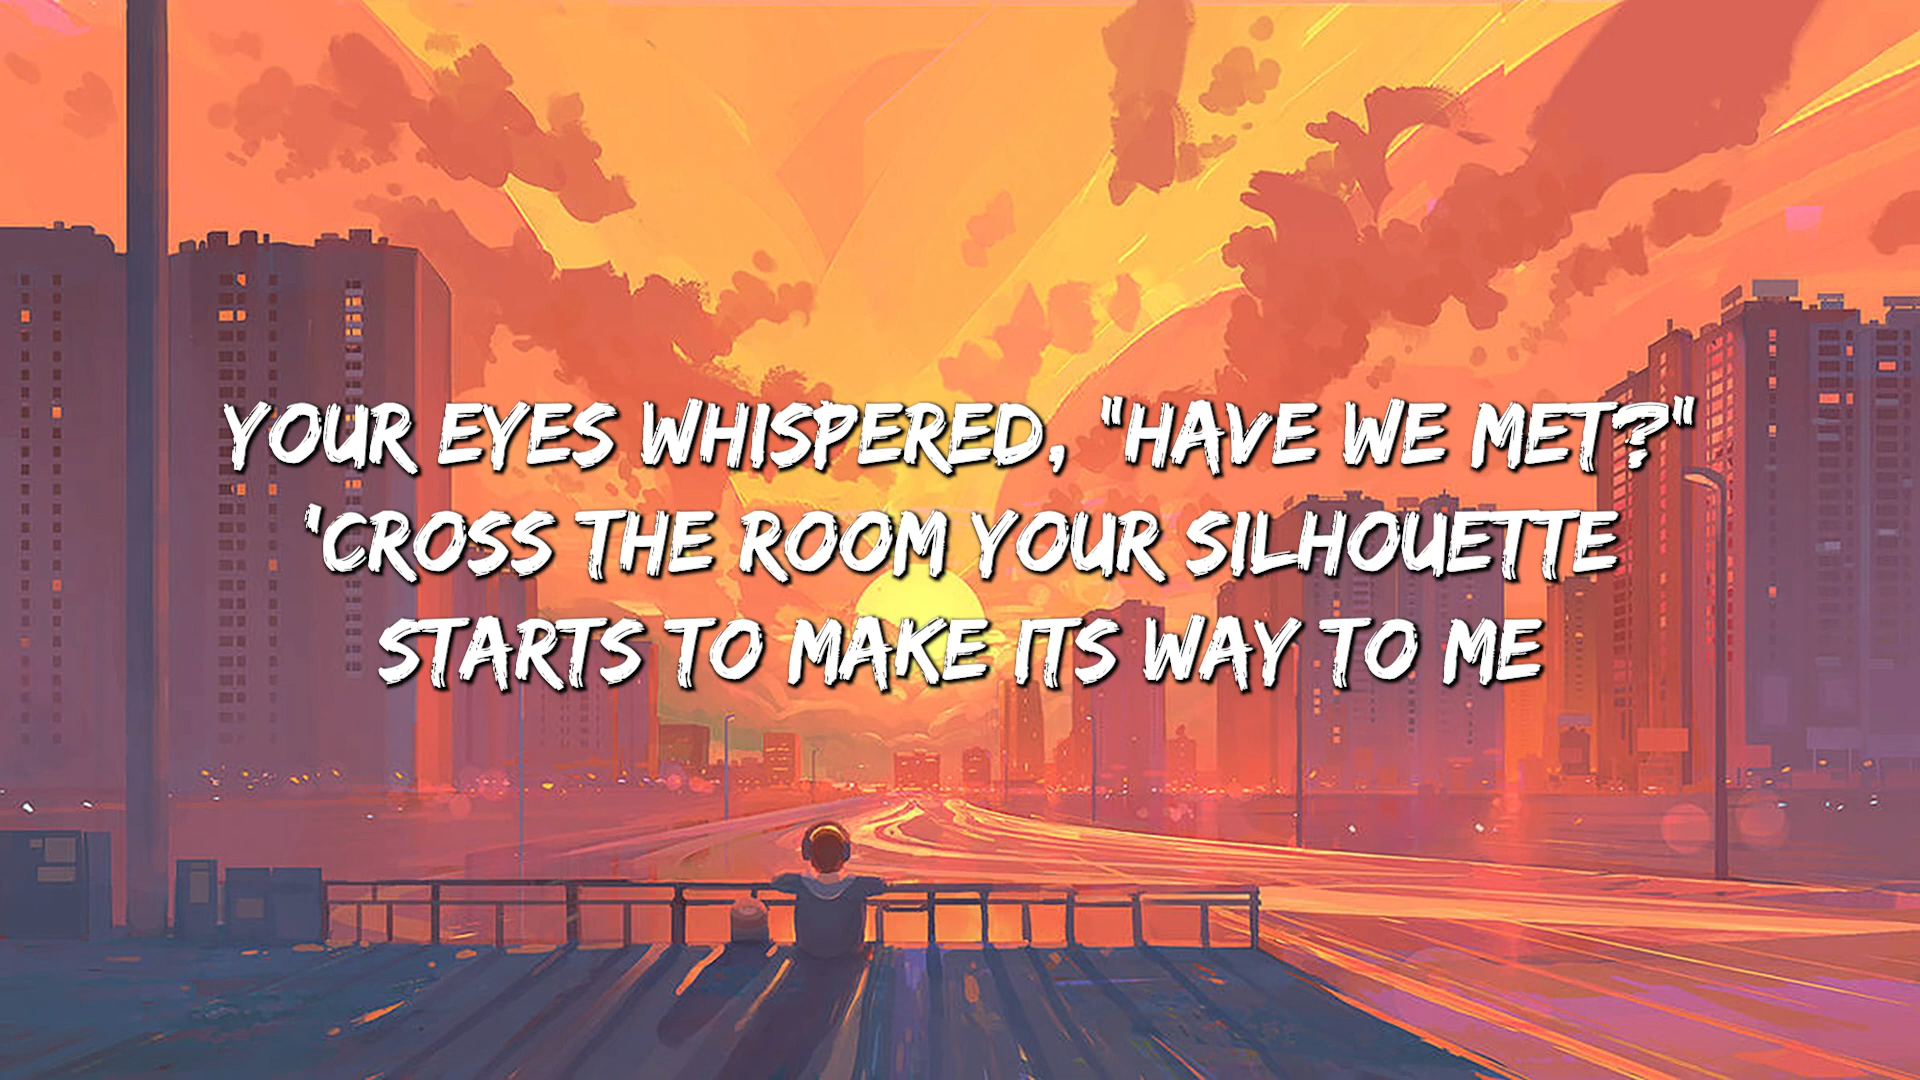 YOUR EYES WHISPERED, "HAVE WE MET?"
'CROSS THE ROOM YOUR SILHOUETTE
STARTS TO MAKE ITS WAY TO ME